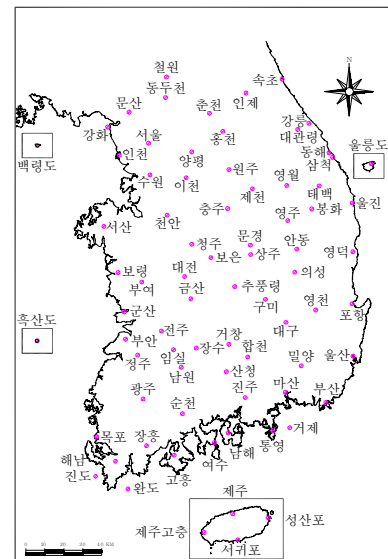 철원
동두천
속초
문산
춘천
인제
N
강화
서울
홍천
강릉
대관령
울릉도
백령도
인천
양평
동해
삼척
수원
이천
원주
영월
태백
제천
울진
서산
천안
충주
영주
봉화
청주
문경
보은
상주
안동
영덕
보령
대전
의성
부여
금산
추풍령
흑산도
군산
구미
영천
포항
전주
거창
대구
부안
정주
임실
장수
합천
밀양
울산
남원
산청
광주
순천
진주
마산
부산
목포
장흥
거제
해남
고흥
여수
남해
통영
진도
완도
제주
제주고층
성산포
서귀포
0 10 20 40 KM